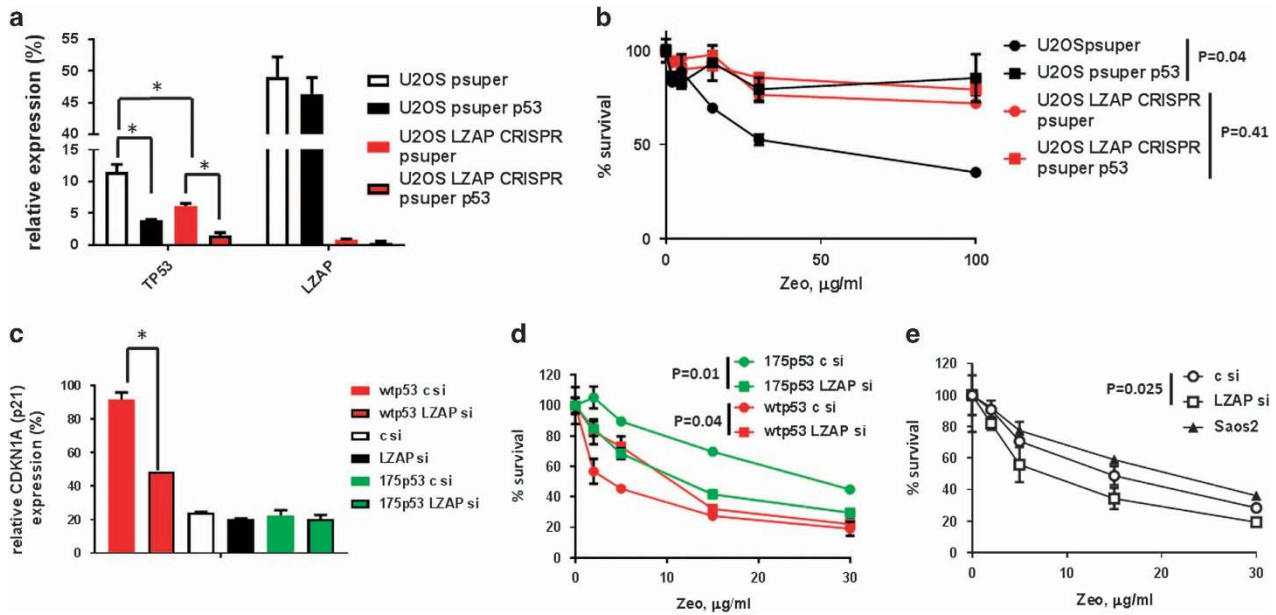 a
relative expression (%)
55
50
45
40
15
10
5
0
*
*
*
TP53
LZAP
U2OS psuper
U2OS psuper p53
U2OS LZAP CRISPR
psuper
U2OS LZAP CRISPR
psuper p53
b
% survival
100
50
0
50
100
Zeo, µg/ml
U2OSpsuper
U2OS psuper p53
U2OS LZAP CRISPR
psuper
U2OS LZAP CRISPR
psuper p53
P=0.04
P=0.41
c
relative CDKN1A (p21)
expression (%)
100
80
60
40
20
0
*
wtp53 c si
wtp53 LZAP si
c si
LZAP si
175p53 c si
175p53 LZAP si
d
% survival
120
100
80
60
40
20
0
0
10
20
30
Zeo, µg/ml
P=0.01
P=0.04
175p53 c si
175p53 LZAP si
wtp53 c si
wtp53 LZAP si
e
% survival
120
100
80
60
40
20
0
0
10
20
30
Zeo, µg/ml
P=0.025
c si
LZAP si
Saos2